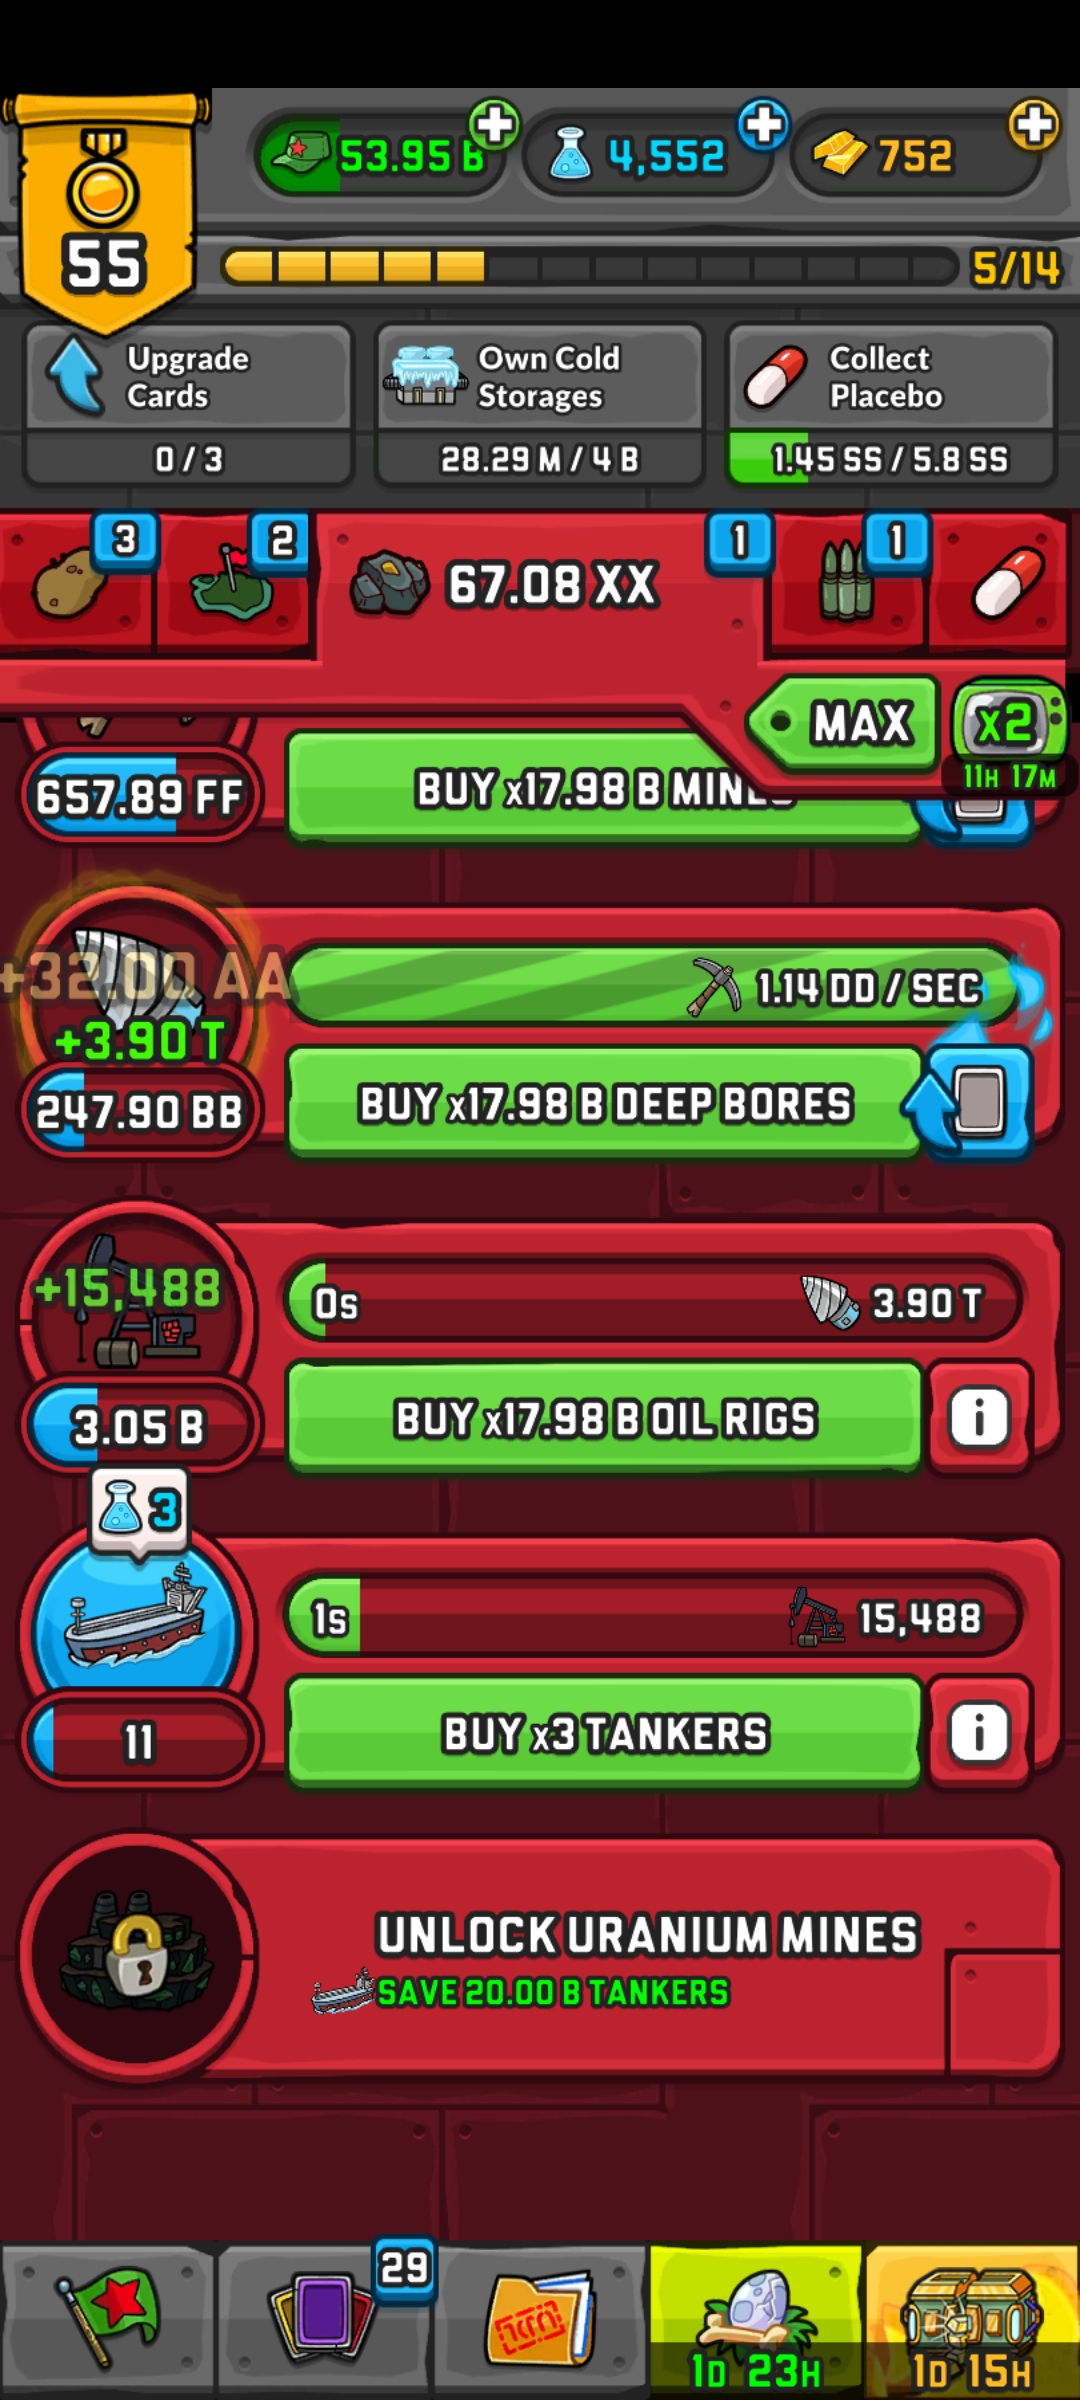 55
53.95 B
4,552
752
5/14
Upgrade
Cards
0 / 3
Own Cold
Storages
28.29 M / 4 B
Collect
Placebo
1.45 SS / 5.8 SS
3
2
67.08 XX
1
1
MAX
x2
11H 17M
657.89 FF
BUY x17.98 B MINES
+32.00 AA
+3.90 T
247.90 BB
1.14 DD / SEC
BUY x17.98 B DEEP BORES
+15,488
3.05 B
0s
3.90 T
BUY x17.98 B OIL RIGS
i
3
11
1s
15,488
BUY x3 TANKERS
i
UNLOCK URANIUM MINES
SAVE 20.00 B TANKERS
29
1D 23H
1D 15H